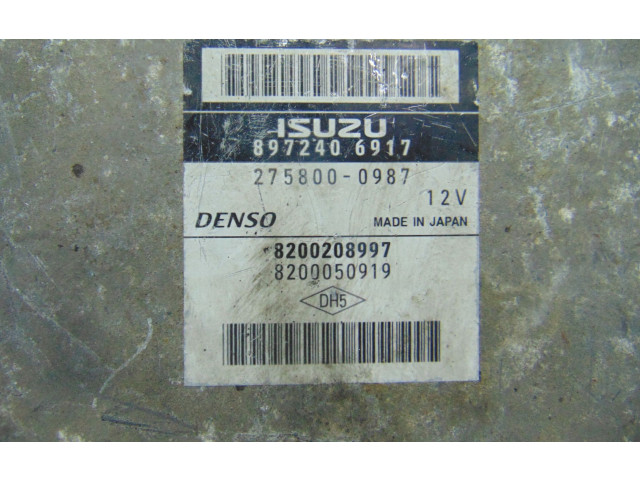 ISUZU
897240 6917
275800-0987
12V
DENSO MADE IN JAPAN
8200208997
8200050919
DH5